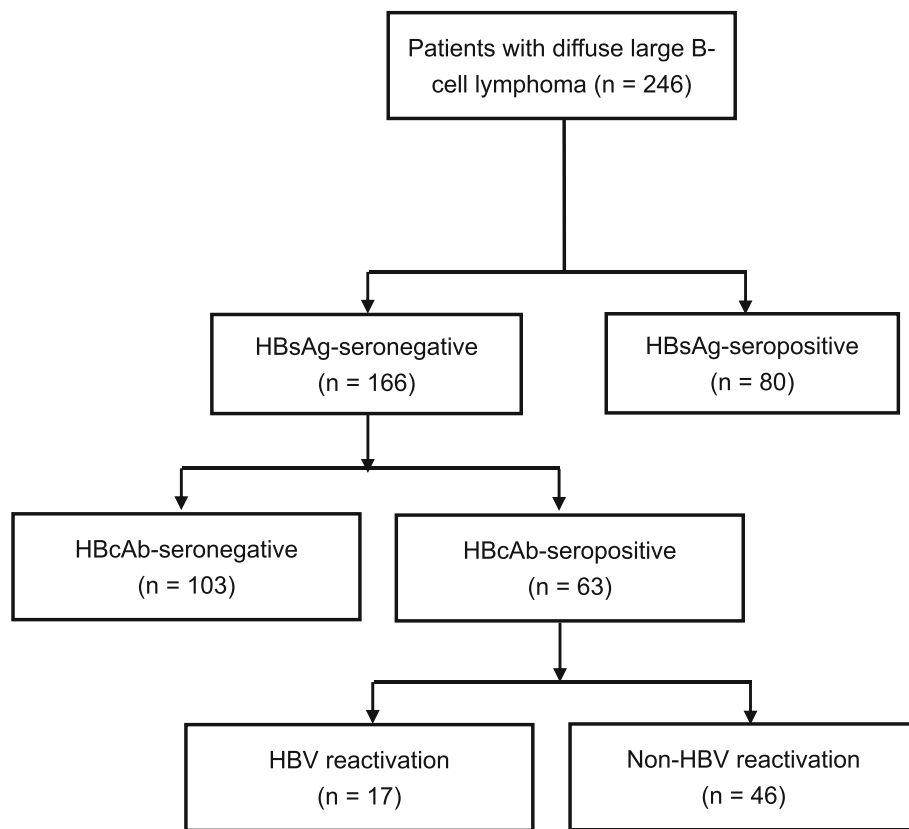 Patients with diffuse large B-
cell lymphoma (n = 246)
HBsAg-seronegative
(n = 166)
HBsAg-seropositive
(n = 80)
HBcAb-seronegative
(n = 103)
HBcAb-seropositive
(n = 63)
HBV reactivation
(n = 17)
Non-HBV reactivation
(n = 46)